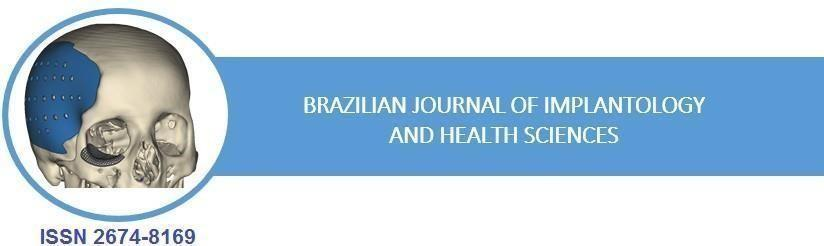 BRAZILIAN JOURNAL OF IMPLANTOLOGY
AND HEALTH SCIENCES
ISSN 2674-8169